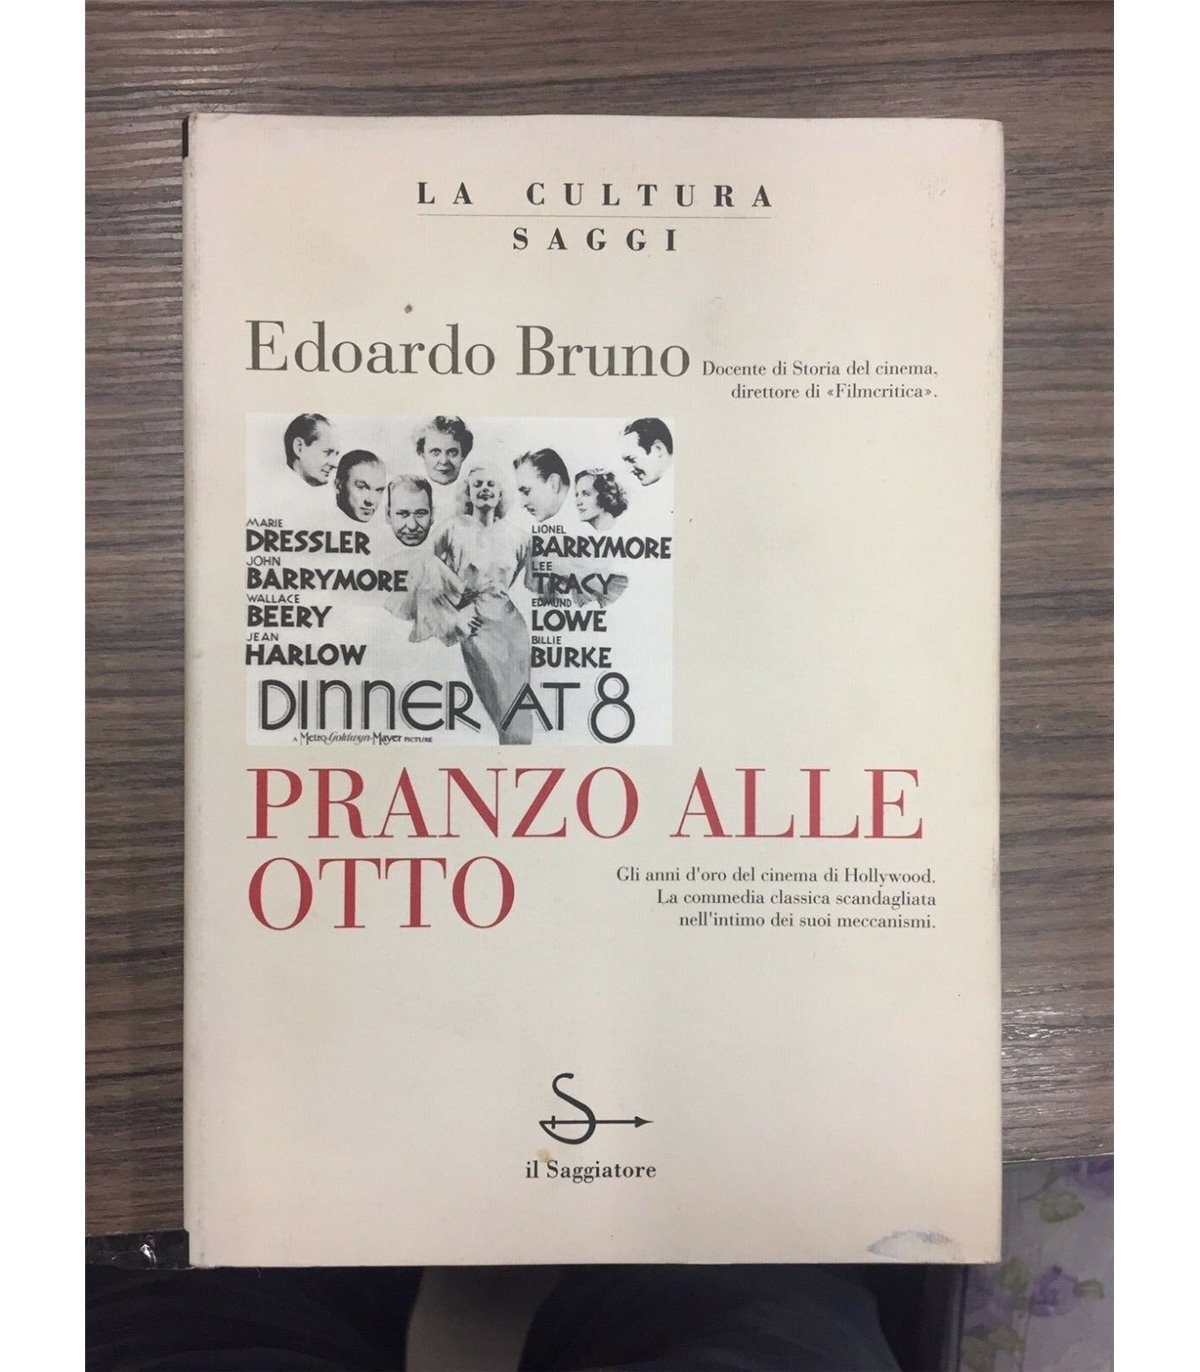 LA CULTURA
SAGGI
Edoardo Bruno
Docente di Storia del cinema,
direttore di «Filmcritica».
MARIE
DRESSLER
JOHN
BARRYMORE
WALLACE
BEERY
JEAN
HARLOW
LIONEL
BARRYMORE
LEE
TRACY
EDMUND
LOWE
BILLIE
BURKE
DINNER AT 8
A Metro-Goldwyn-Mayer PICTURE
PRANZO ALLE
OTTO
Gli anni d'oro del cinema di Hollywood.
La commedia classica scandagliata
nell'intimo dei suoi meccanismi.
S
il Saggiatore